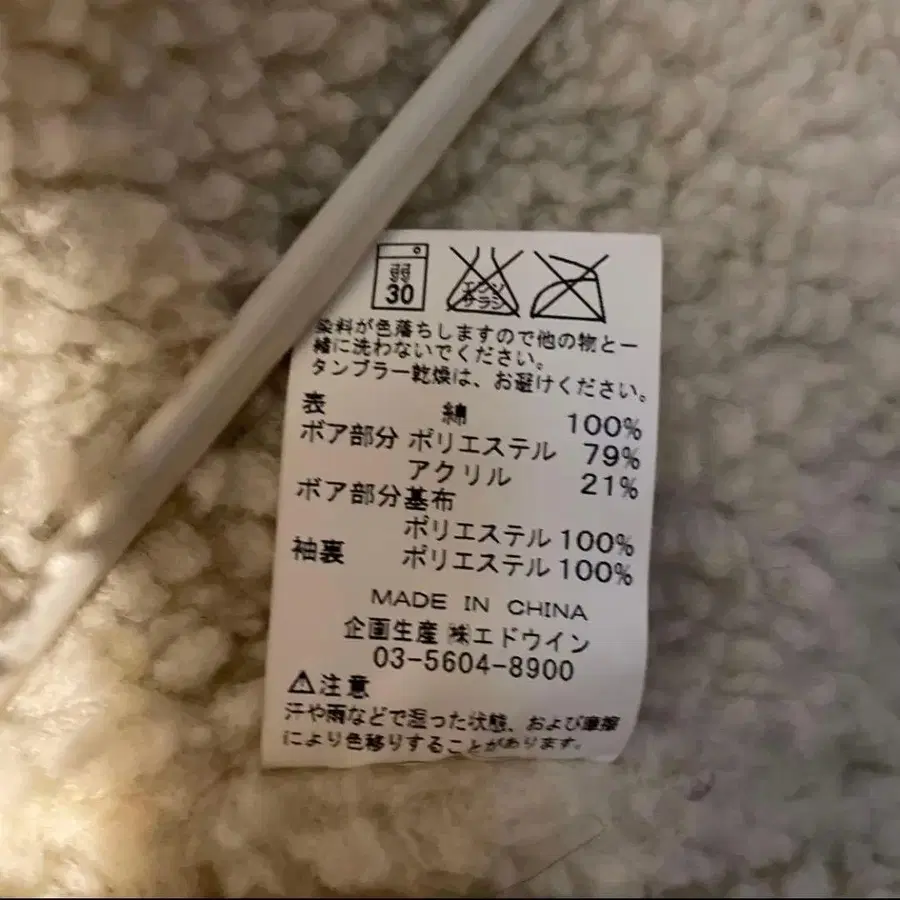 弱
30
エンソ
サラシ
染料が色落ちしますので他の物と一
緒に洗わないでください。
タンブラー乾燥は、お避けください。
表 綿 100%
ボア部分 ポリエステル 79%
アクリル 21%
ボア部分基布
ポリエステル 100%
袖裏 ポリエステル 100%
MADE IN CHINA
企画生産 ㈱エドウイン
03-5604-8900
⚠注意
汗や雨などで湿った状態、および摩擦
により色移りすることがあります。